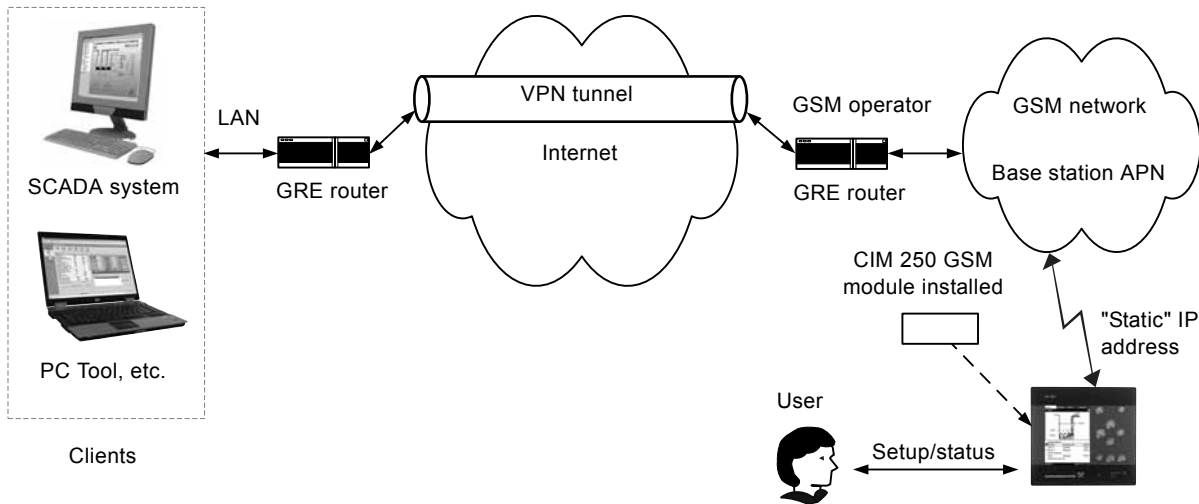 SCADA system
PC Tool, etc.
Clients
LAN
GRE router
VPN tunnel
Internet
GSM operator
GRE router
GSM network
Base station APN
CIM 250 GSM
module installed
"Static" IP
address
User
Setup/status